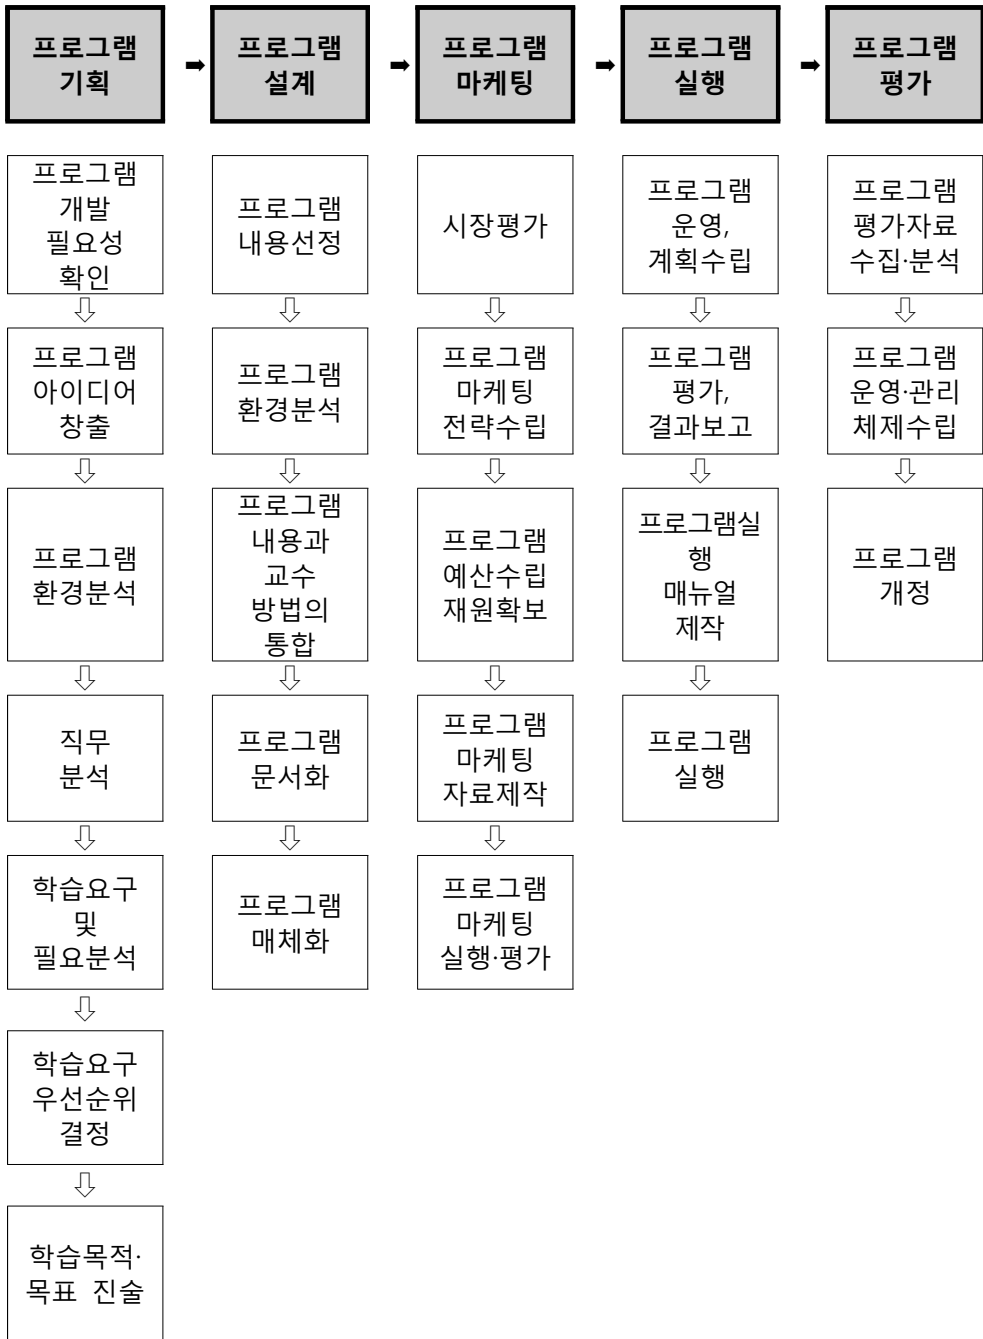 프로그램
기획
➡
프로그램
설계
➡
프로그램
마케팅
➡
프로그램
실행
➡
프로그램
평가
프로그램
개발
필요성
확인
⇩
프로그램
아이디어
창출
⇩
프로그램
환경분석
⇩
직무
분석
⇩
학습요구
및
필요분석
⇩
학습요구
우선순위
결정
⇩
학습목적·
목표 진술
프로그램
내용선정
⇩
프로그램
환경분석
⇩
프로그램
내용과
교수
방법의
통합
⇩
프로그램
문서화
⇩
프로그램
매체화
시장평가
⇩
프로그램
마케팅
전략수립
⇩
프로그램
예산수립
재원확보
⇩
프로그램
마케팅
자료제작
⇩
프로그램
마케팅
실행·평가
프로그램
운영,
계획수립
⇩
프로그램
평가,
결과보고
⇩
프로그램실
행
매뉴얼
제작
⇩
프로그램
실행
프로그램
평가자료
수집·분석
⇩
프로그램
운영·관리
체제수립
⇩
프로그램
개정